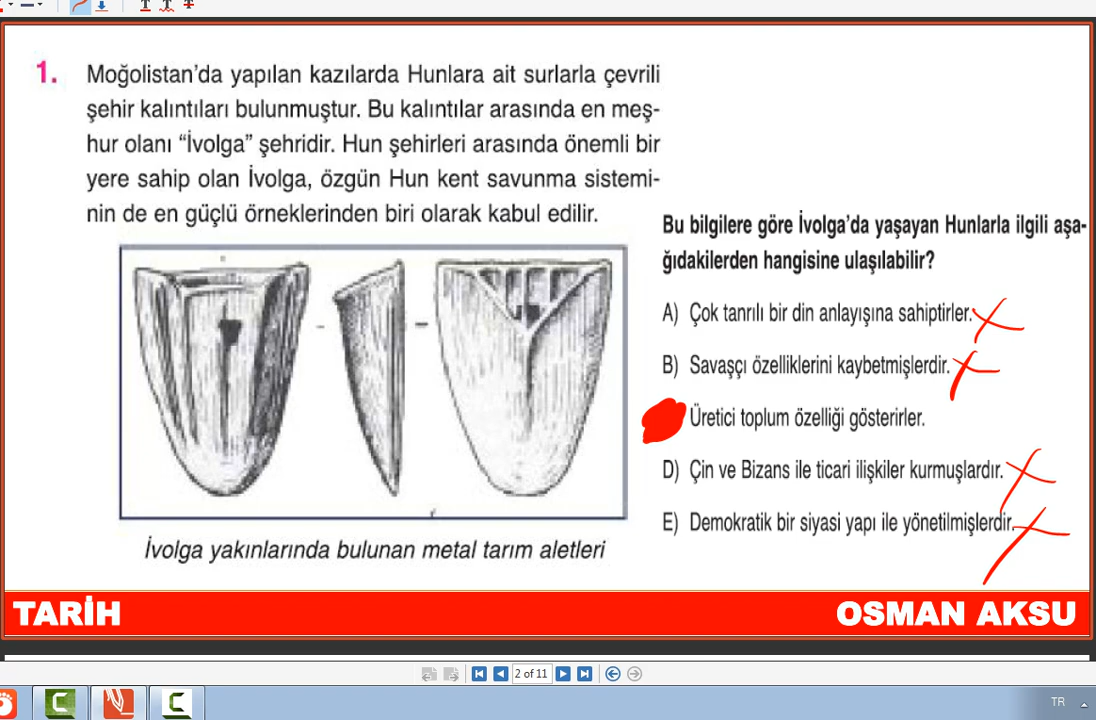 1. Moğolistan’da yapılan kazılarda Hunlara ait surlarla çevrili
şehir kalıntıları bulunmuştur. Bu kalıntılar arasında en meş-
hur olanı “İvolga” şehridir. Hun şehirleri arasında önemli bir
yere sahip olan İvolga, özgün Hun kent savunma sistemi-
nin de en güçlü örneklerinden biri olarak kabul edilir.
İvolga yakınlarında bulunan metal tarım aletleri
Bu bilgilere göre İvolga’da yaşayan Hunlarla ilgili aşa-
ğıdakilerden hangisine ulaşılabilir?
A) Çok tanrılı bir din anlayışına sahiptirler.
B) Savaşçı özelliklerini kaybetmişlerdir.
Üretici toplum özelliği gösterirler.
D) Çin ve Bizans ile ticari ilişkiler kurmuşlardır.
E) Demokratik bir siyasi yapı ile yönetilmişlerdir.
TARİH
OSMAN AKSU
2 of 11
TR